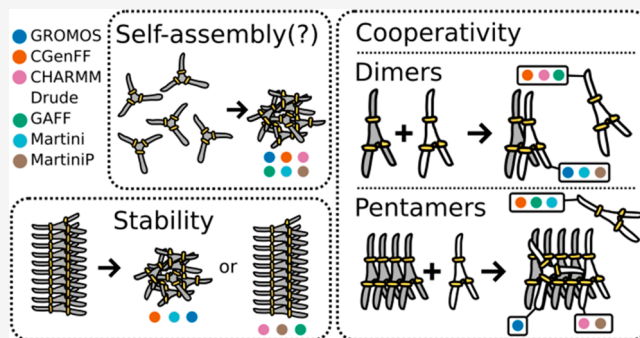 GROMOS
CGenFF
CHARMM
Drude
GAFF
Martini
MartiniP
Self-assembly(?)
Stability
or
Cooperativity
Dimers
+
Pentamers
+